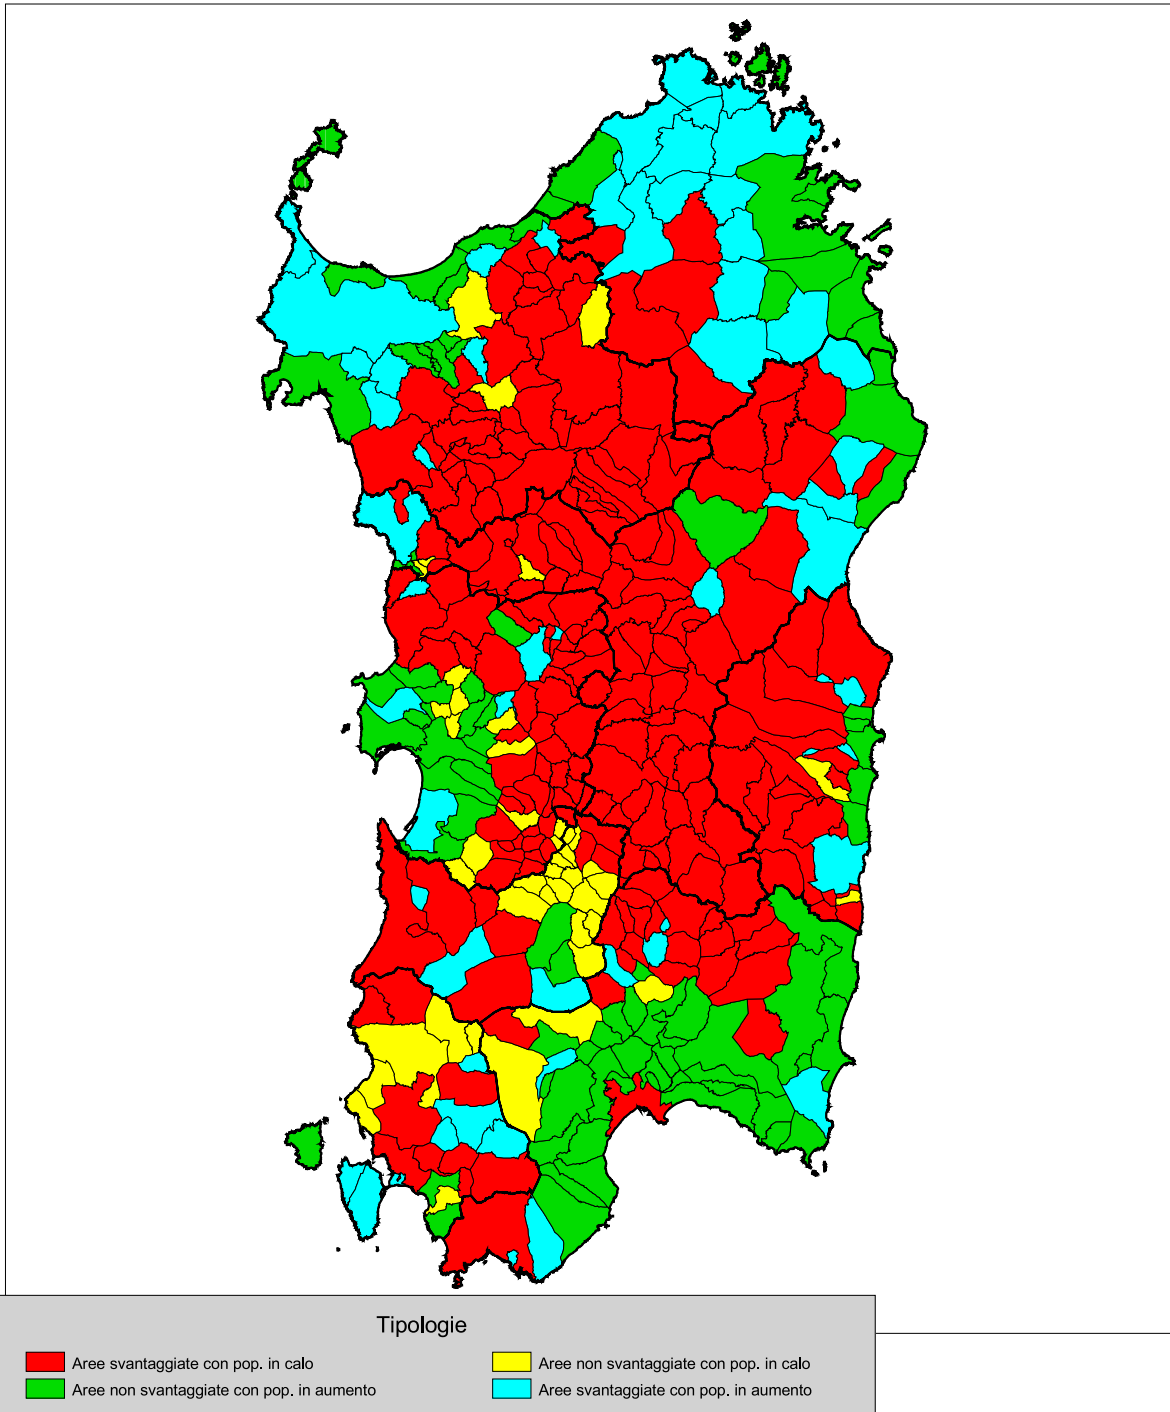 Tipologie
Aree svantaggiate con pop. in calo
Aree non svantaggiate con pop. in calo
Aree non svantaggiate con pop. in aumento
Aree svantaggiate con pop. in aumento